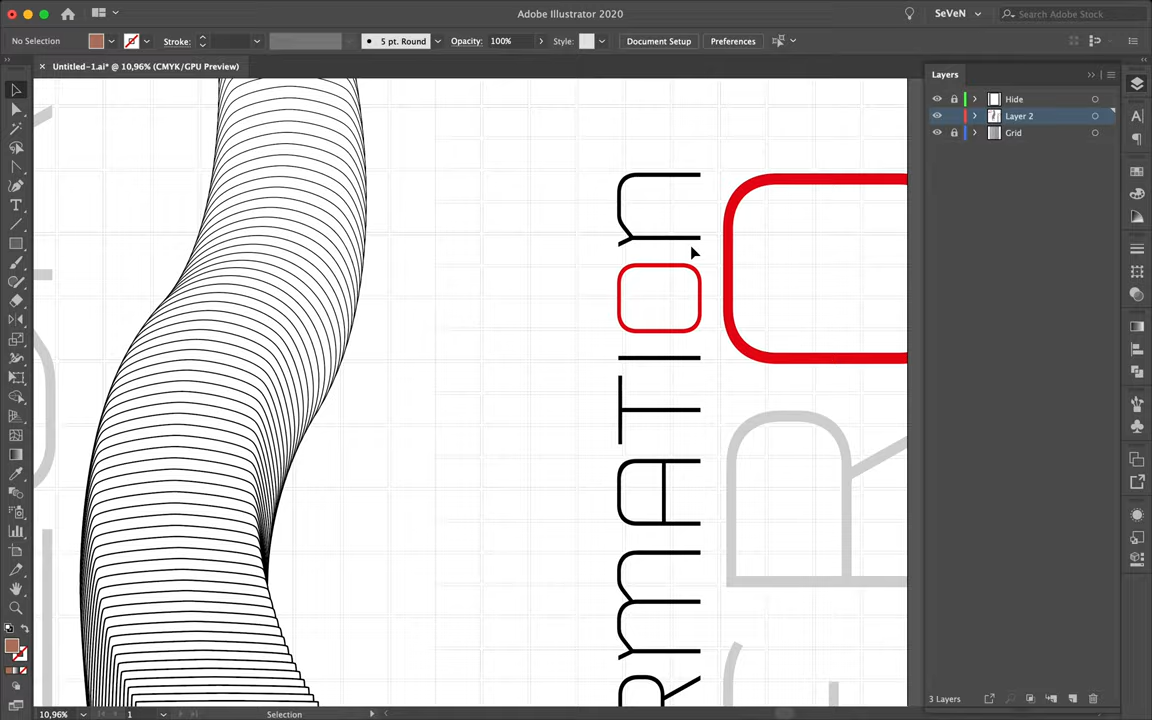 Adobe Illustrator 2020
SeVeN
Search Adobe Stock
No Selection
Stroke:
5 pt. Round
Opacity:
100%
Style:
Document Setup
Preferences
Untitled-1.ai* @ 10,96% (CMYK/GPU Preview)
Layers
Hide
Layer 2
Grid
RmATIon
R
3 Layers
10,96%
1
Selection